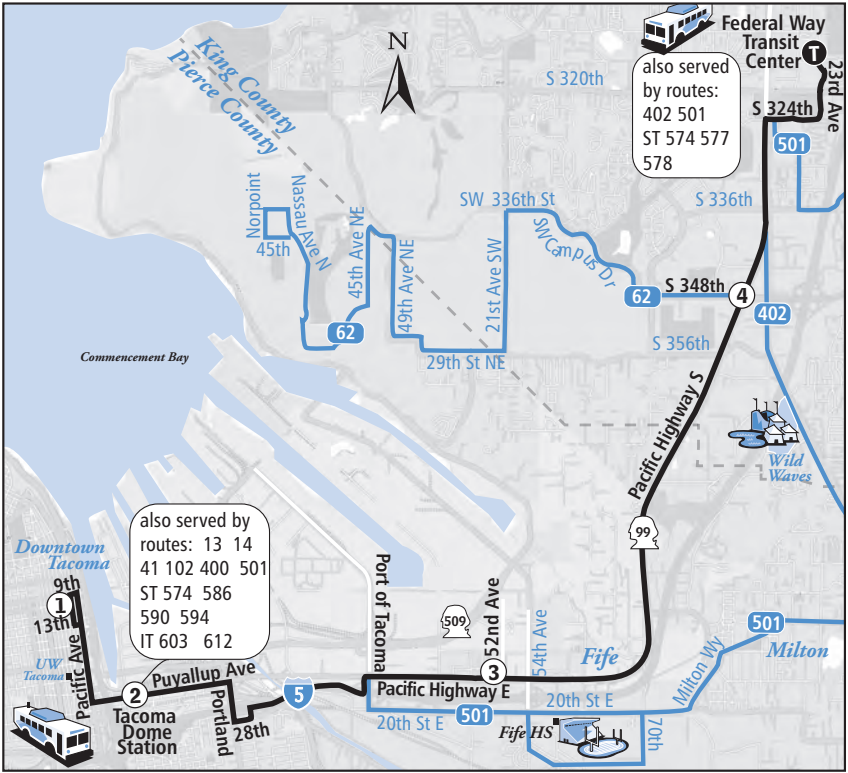 N
King County
Pierce County
Federal Way
Transit
Center
T
23rd Ave
also served
by routes:
402 501
ST 574 577
578
S 320th
S 324th
501
S 336th
SW 336th St
SW Campus Dr
Norpoint
45th
Nassau Ave N
45th Ave NE
49th Ave NE
21st Ave SW
62
29th St NE
62
S 348th
4
402
S 356th
Commencement Bay
Pacific Highway S
Wild
Waves
99
also served by
routes: 13 14
41 102 400 501
ST 574 586
590 594
IT 603 612
Downtown
Tacoma
9th
1
13th
UW
Tacoma
Pacific Ave
2
Tacoma
Dome
Station
Puyallup Ave
Portland
28th
5
Port of Tacoma
509
52nd Ave
3
Pacific Highway E
54th Ave
Fife
20th St E
501
20th St E
Fife HS
70th
Milton Wy
501
Milton